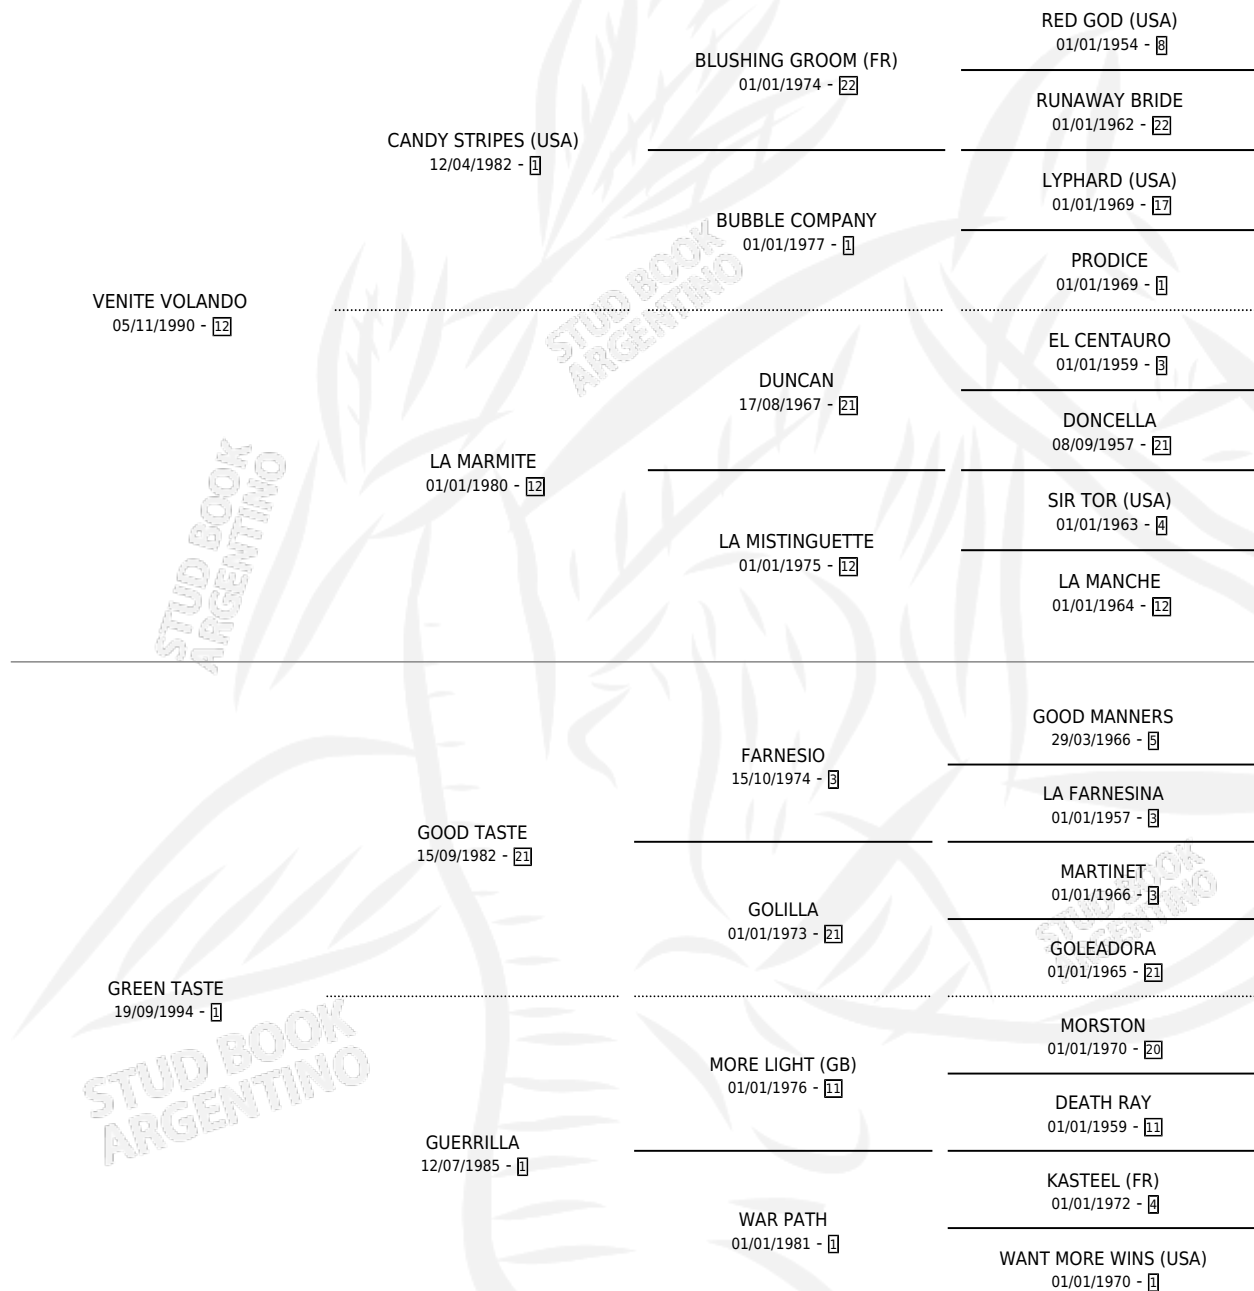 RED GOD (USA)
01/01/1954 - 8
BLUSHING GROOM (FR)
01/01/1974 - 22
RUNAWAY BRIDE
01/01/1962 - 22
CANDY STRIPES (USA)
12/04/1982 - 1
LYPHARD (USA)
01/01/1969 - 17
BUBBLE COMPANY
01/01/1977 - 1
PRODICE
01/01/1969 - 1
VENITE VOLANDO
05/11/1990 - 12
STUD BOOK
ARGENTINO
EL CENTAURO
01/01/1959 - 3
DUNCAN
17/08/1967 - 21
DONCELLA
08/09/1957 - 21
LA MARMITE
01/01/1980 - 12
SIR TOR (USA)
01/01/1963 - 4
LA MISTINGUETTE
01/01/1975 - 12
LA MANCHE
01/01/1964 - 12
STUD BOOK
ARGENTINO
GOOD MANNERS
29/03/1966 - 5
FARNESIO
15/10/1974 - 3
LA FARNESINA
01/01/1957 - 3
GOOD TASTE
15/09/1982 - 21
MARTINET
01/01/1966 - 3
GOLILLA
01/01/1973 - 21
STUD BOOK
ARGENTINO
GOLEADORA
01/01/1965 - 21
GREEN TASTE
19/09/1994 - 1
STUD BOOK
ARGENTINO
MORSTON
01/01/1970 - 20
MORE LIGHT (GB)
01/01/1976 - 11
DEATH RAY
01/01/1959 - 11
GUERRILLA
12/07/1985 - 1
KASTEEL (FR)
01/01/1972 - 4
WAR PATH
01/01/1981 - 1
WANT MORE WINS (USA)
01/01/1970 - 1